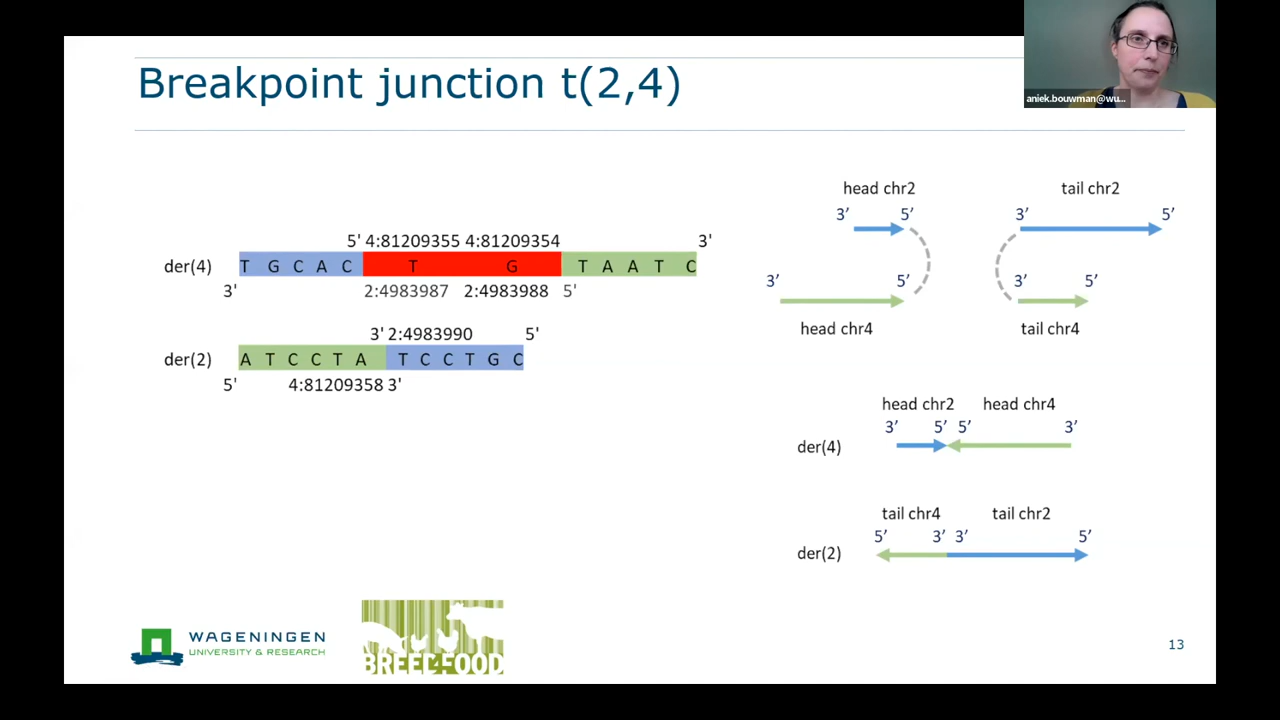 Breakpoint junction t(2,4)
aniek.bouwman@wu...
5' 4:81209355 4:81209354 3'
der(4) T G C A C T G T A A T C
3' 2:4983987 2:4983988 5'
3' 2:4983990 5'
der(2) A T C C T A T C C T G C
5' 4:81209358 3'
head chr2 tail chr2
3’ 5’ 3’ 5’
3’ 5’ 3’ 5’
head chr4 tail chr4
head chr2 head chr4
3’ 5’ 5’ 3’
der(4)
tail chr4 tail chr2
5’ 3’ 3’ 5’
der(2)
WAGENINGEN
UNIVERSITY & RESEARCH
BREED4FOOD
13